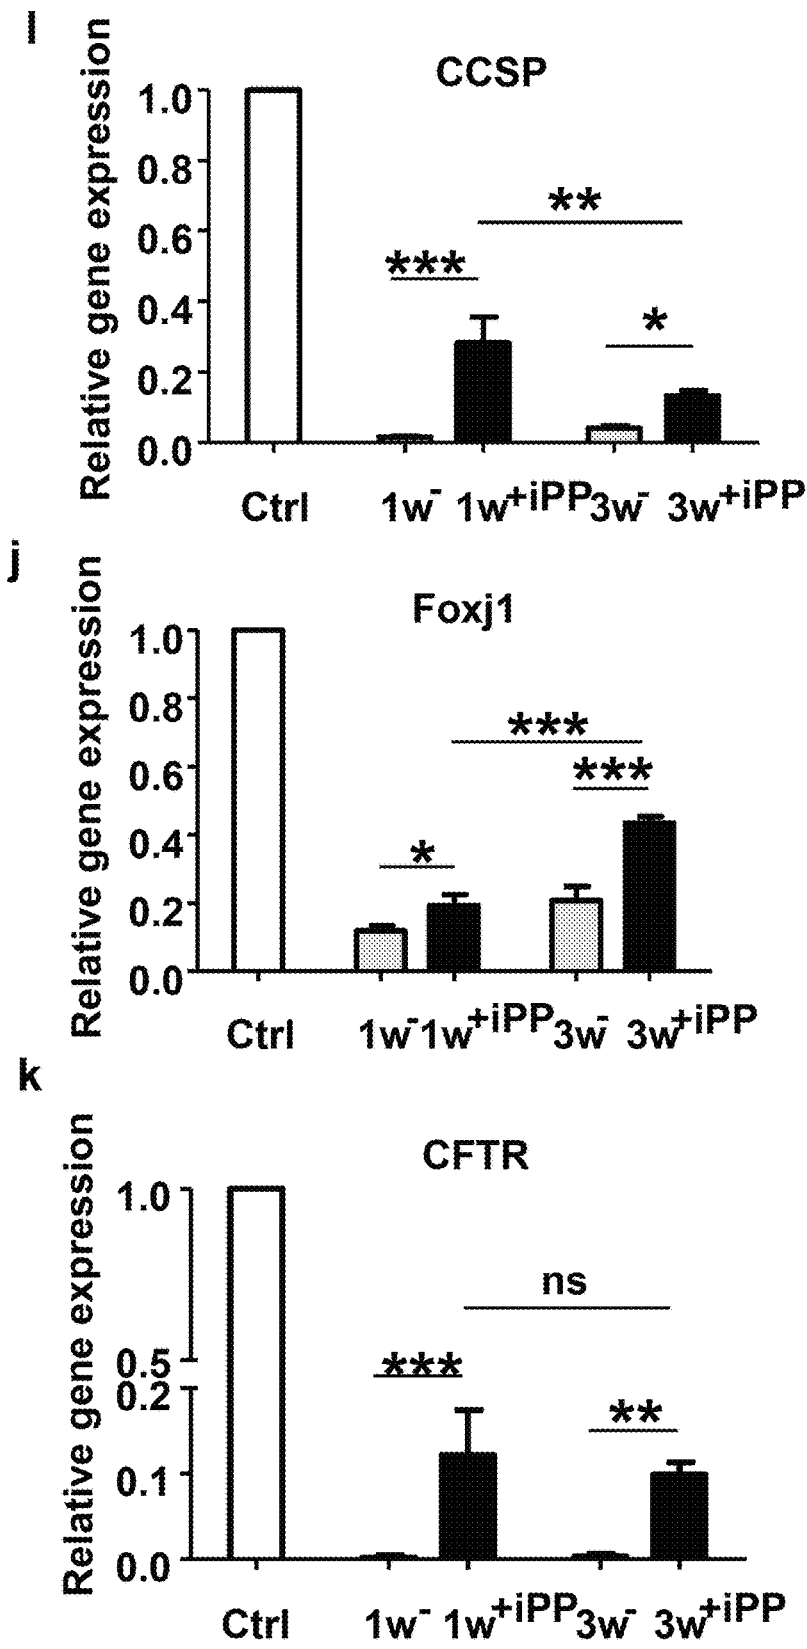 I
CCSP
Relative gene expression
1.0
0.8
0.6
0.4
0.2
0.0
**
***
*
Ctrl 1w- 1w+iPP 3w- 3w+iPP
j
Foxj1
Relative gene expression
1.0
0.8
0.6
0.4
0.2
0.0
***
***
*
Ctrl 1w- 1w+iPP 3w- 3w+iPP
k
CFTR
Relative gene expression
1.0
0.5
0.2
0.1
0.0
ns
***
**
Ctrl 1w- 1w+iPP 3w- 3w+iPP